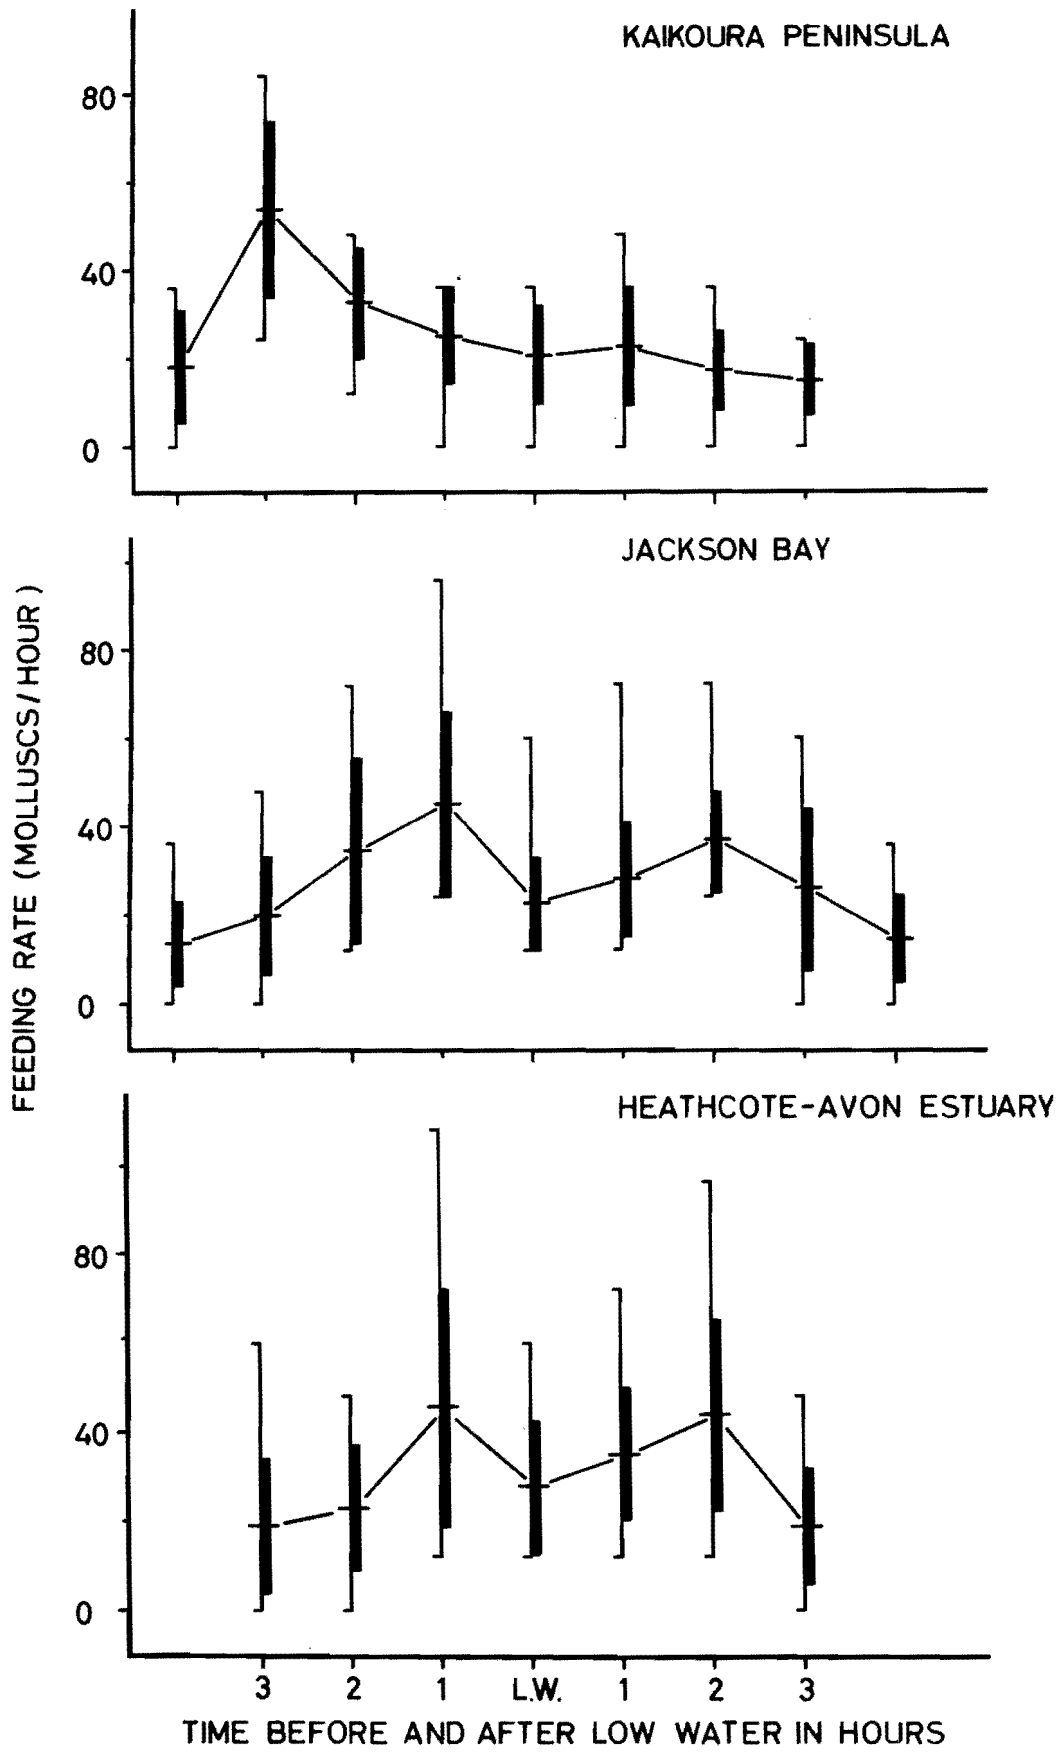 KAIKOURA PENINSULA
80
40
0
JACKSON BAY
80
40
0
FEEDING RATE (MOLLUSCS/HOUR)
HEATHCOTE-AVON ESTUARY
80
40
0
3 2 1 L.W. 1 2 3
TIME BEFORE AND AFTER LOW WATER IN HOURS